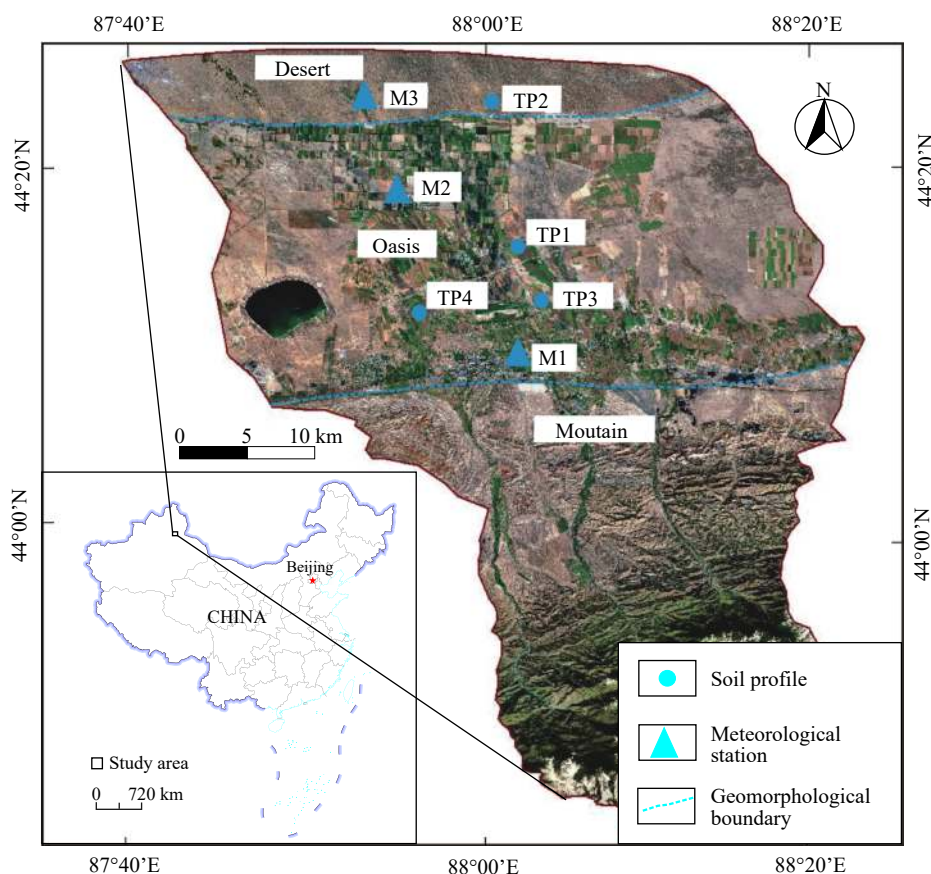 87°40′E 88°00′E 88°20′E
N
Desert
M3
TP2
44°20′N
44°20′N
M2
TP1
Oasis
TP4
TP3
M1
0 5 10 km
Moutain
44°00′N
44°00′N
Beijing
CHINA
Study area
0 720 km
Soil profile
Meteorological
station
Geomorphological
boundary
87°40′E 88°00′E 88°20′E